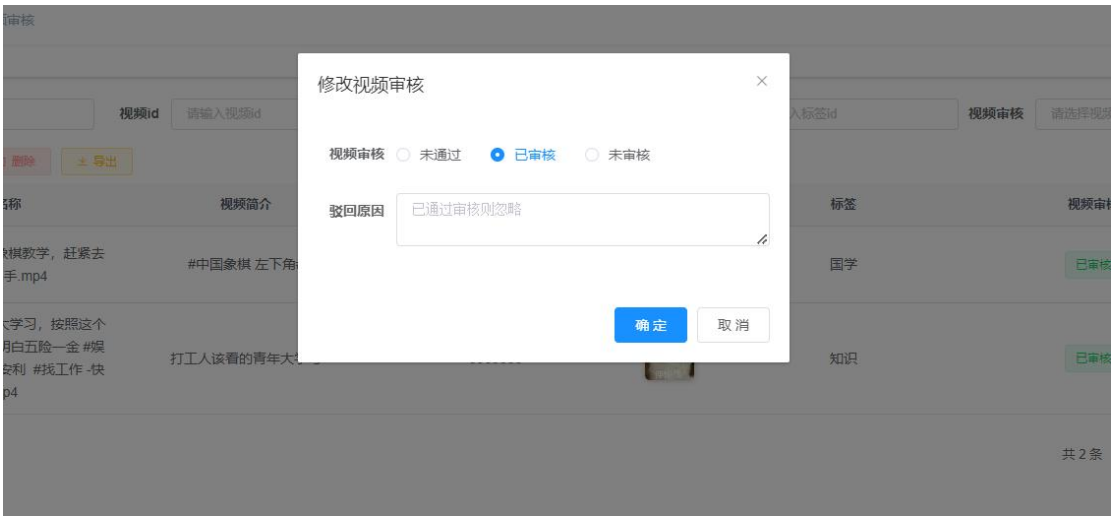 审核
修改视频审核
视频id 请输入视频id
入标签id
视频审核 请选择视频
视频审核 未通过 已审核 未审核
删除 导出
驳回原因 已通过审核则忽略
名称 视频简介 标签 视频审核
象棋教学，赶紧去
手.mp4
#中国象棋 左下角
国学
已审核
确定 取消
大学习，按照这个
明白五险一金 #娱
安利 #找工作 -快
p4
打工人该看的青年大
知识
已审核
共 2 条